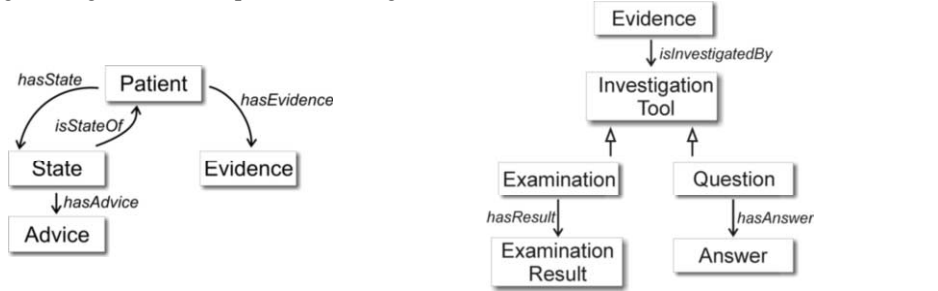 Evidence
isInvestigatedBy
hasState
Patient
hasEvidence
isStateOf
Investigation
Tool
State
Evidence
Examination
Question
hasAdvice
hasResult
hasAnswer
Advice
Examination
Result
Answer